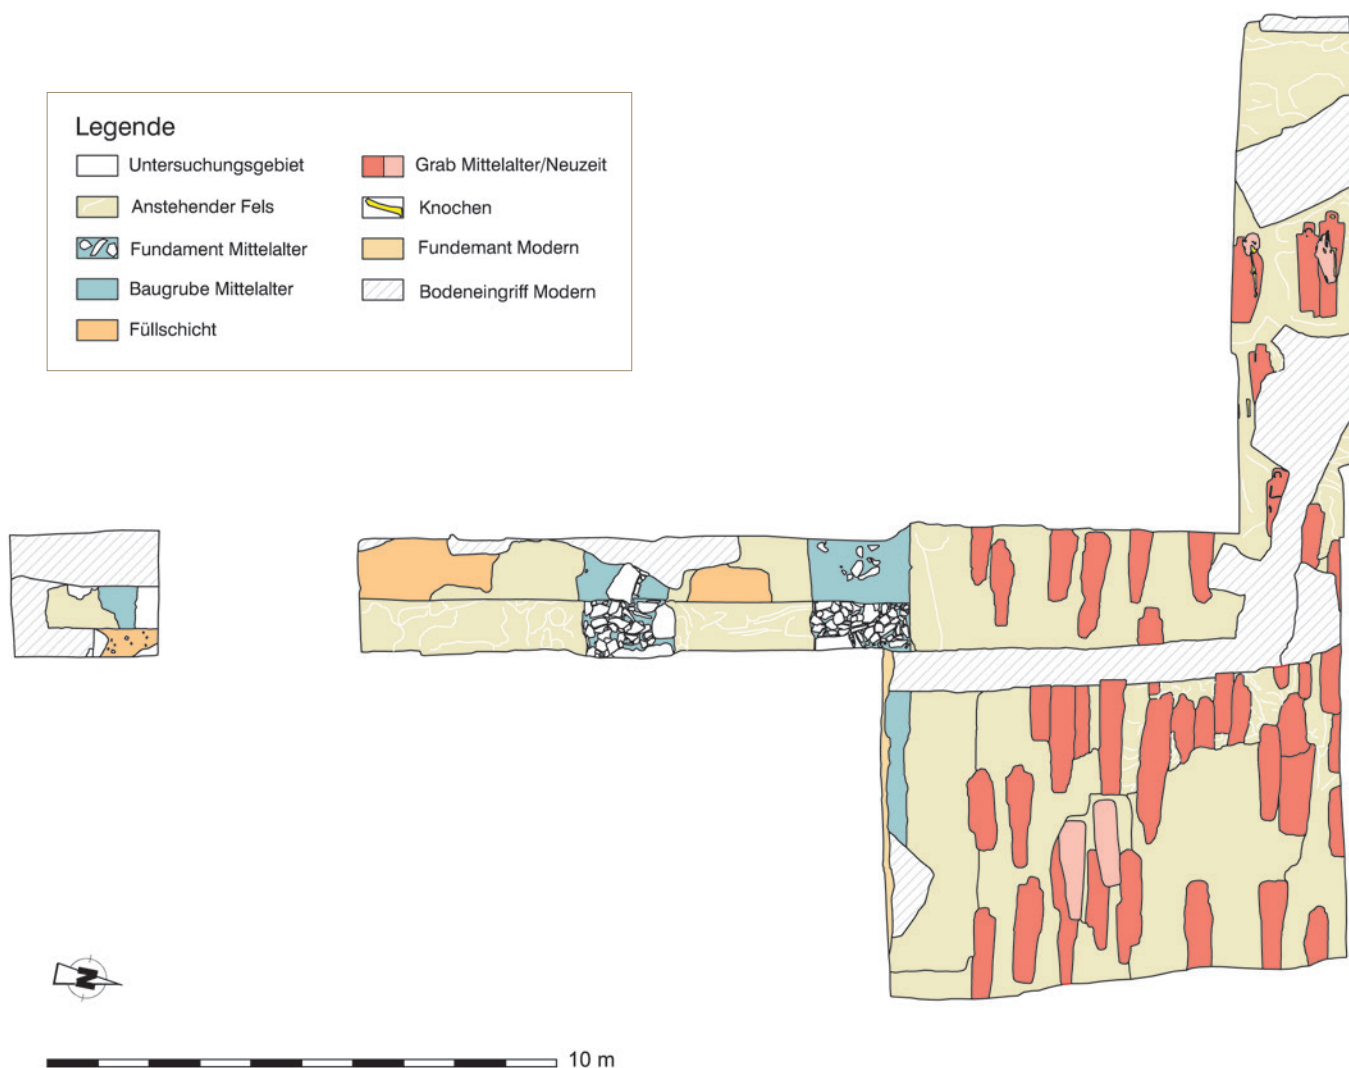 Legende
Untersuchungsgebiet
Anstehender Fels
Fundament Mittelalter
Baugrube Mittelalter
Füllschicht
Grab Mittelalter/Neuzeit
Knochen
Fundemant Modern
Bodeneingriff Modern
N
10 m